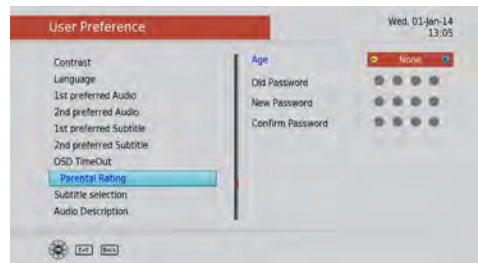 User Preference
Wed, 01-Jan-14
13:05
Contrast
Language
1st preferred Audio
2nd preferred Audio
1st preferred Subtitle
2nd preferred Subtitle
OSD TimeOut
Parental Rating
Subtitle selection
Audio Description
Age
None
Old Password
New Password
Confirm Password
Exit
Back